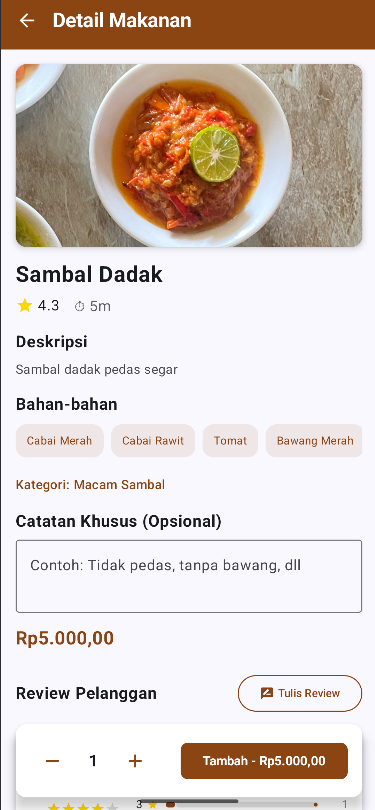 Detail Makanan
Sambal Dadak
4.3 5m
Deskripsi
Sambal dadak pedas segar
Bahan-bahan
Cabai Merah Cabai Rawit Tomat Bawang Merah
Kategori: Macam Sambal
Catatan Khusus (Opsional)
Contoh: Tidak pedas, tanpa bawang, dll
Rp5.000,00
Review Pelanggan Tulis Review
1 Tambah - Rp5.000,00
3 1